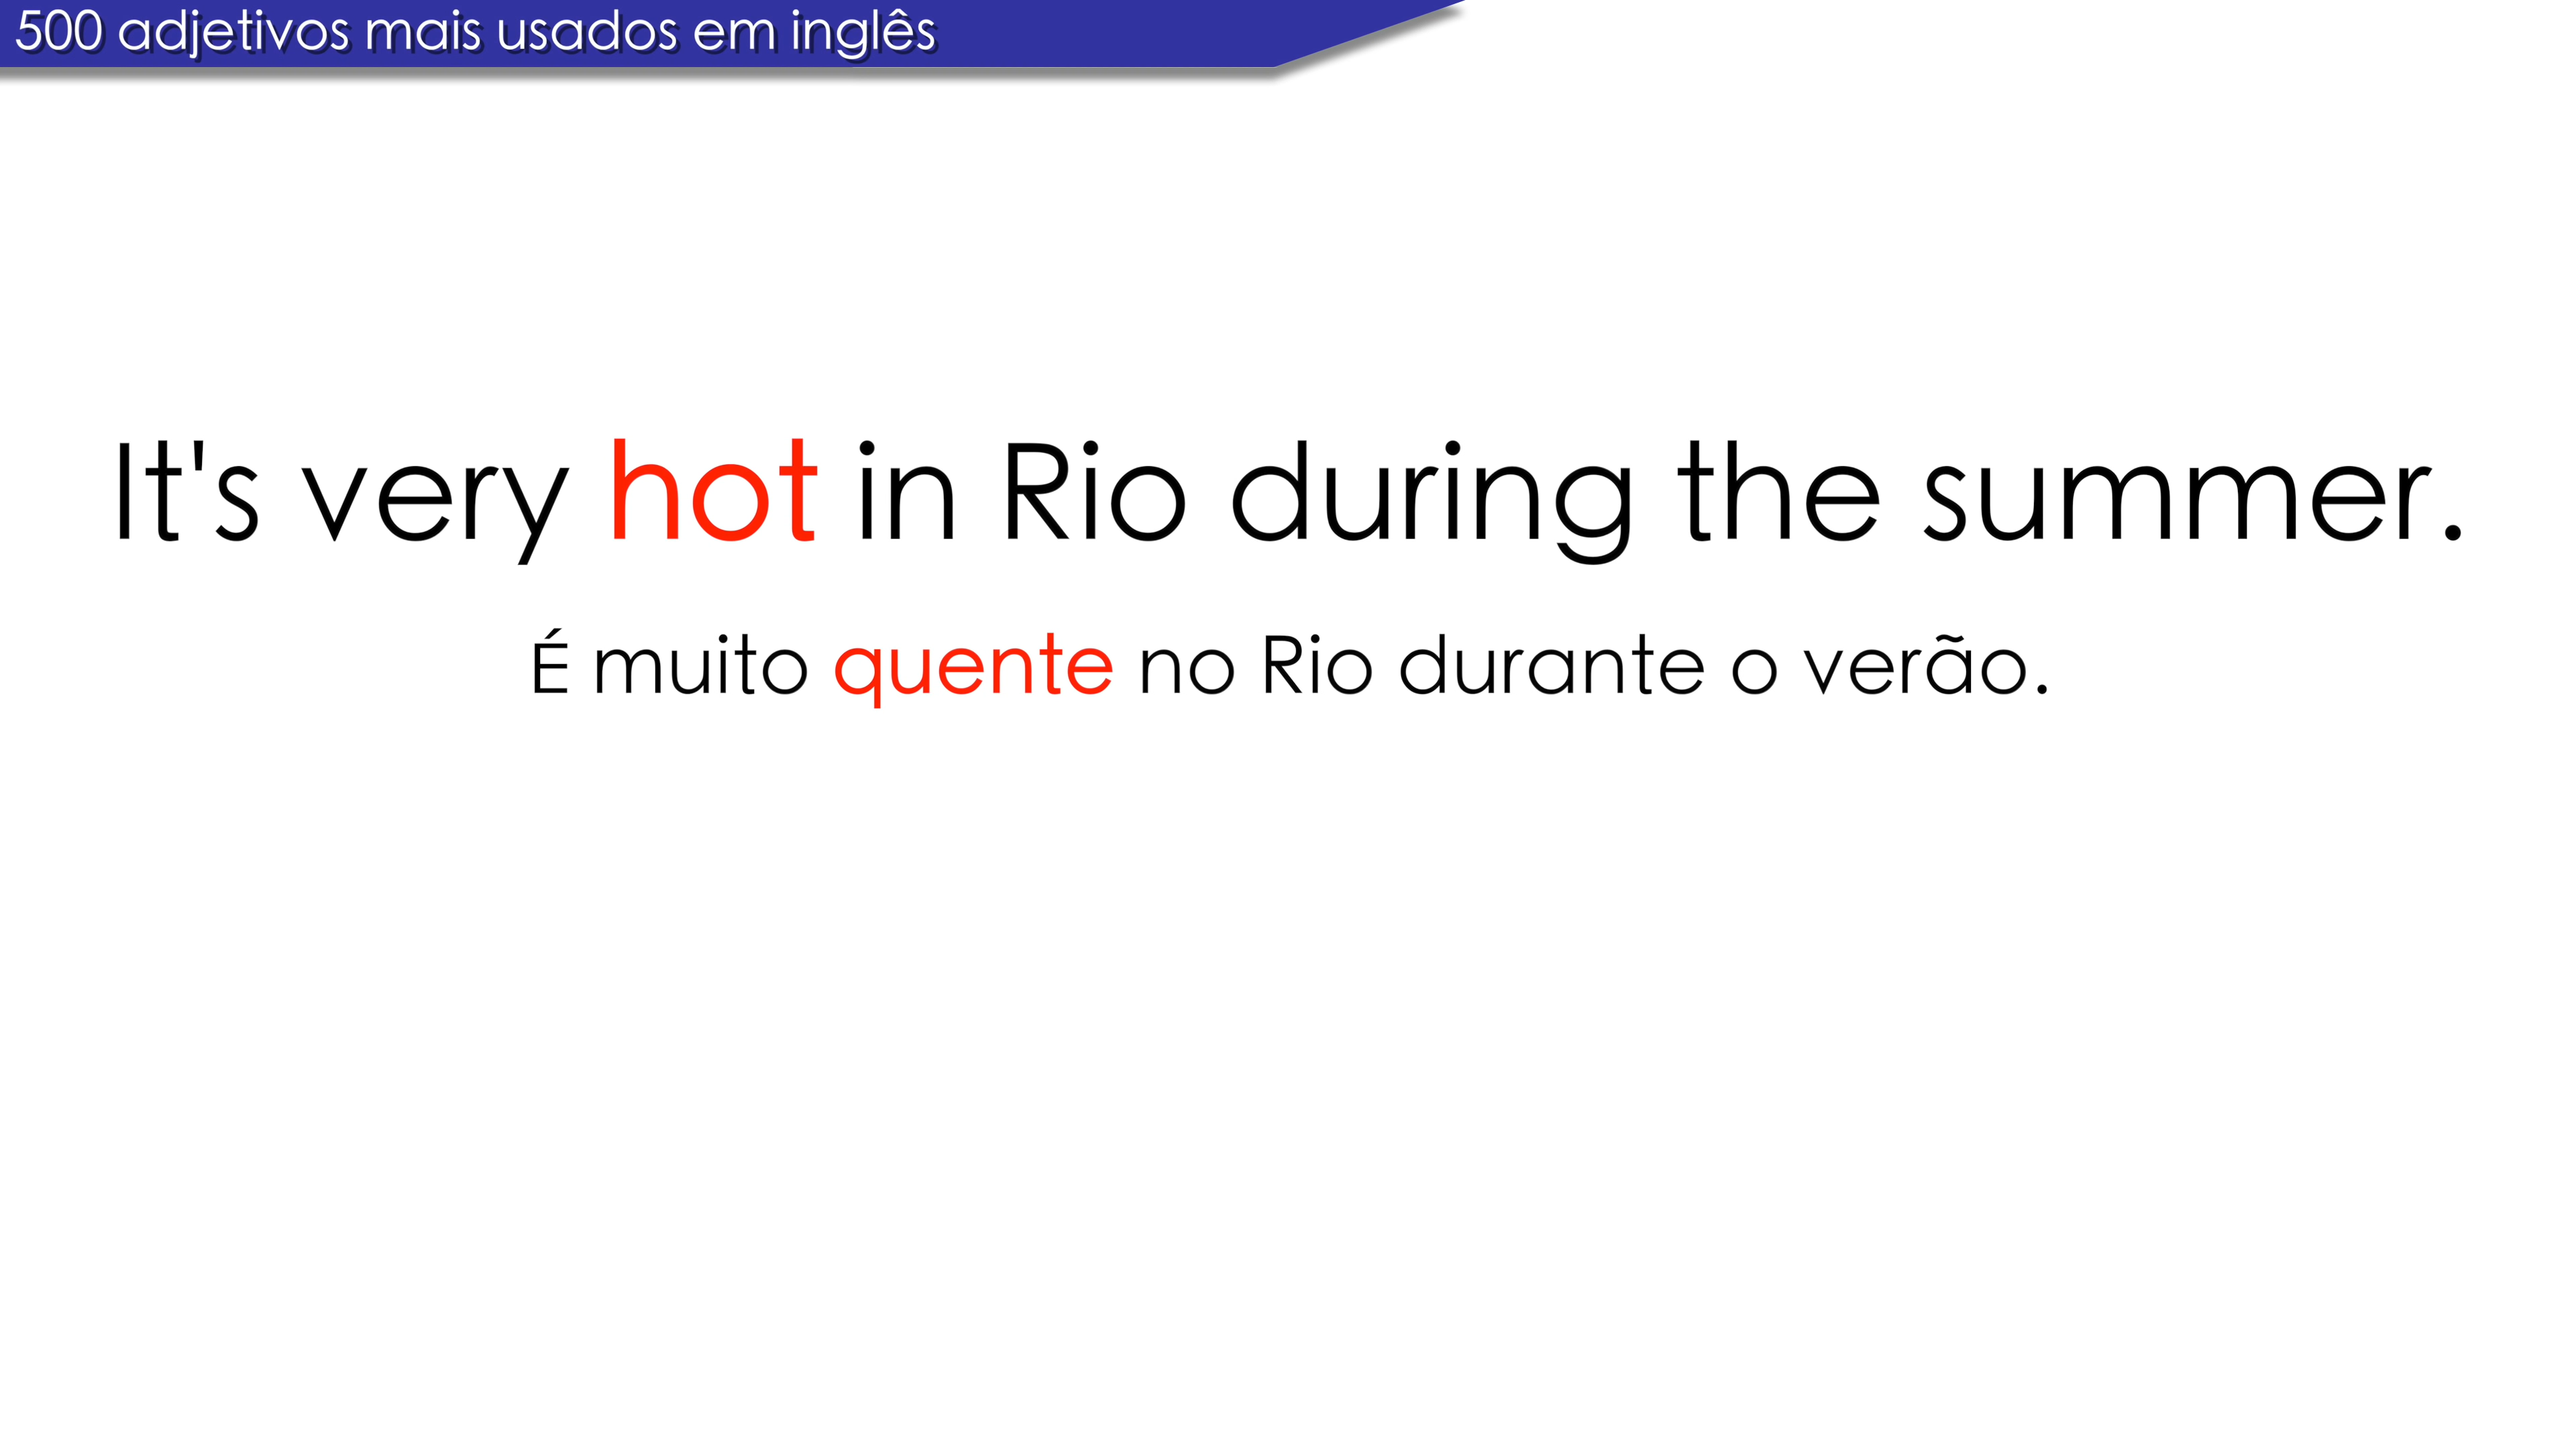 500 adjetivos mais usados em inglês
It's very hot in Rio during the summer.
É muito quente no Rio durante o verão.